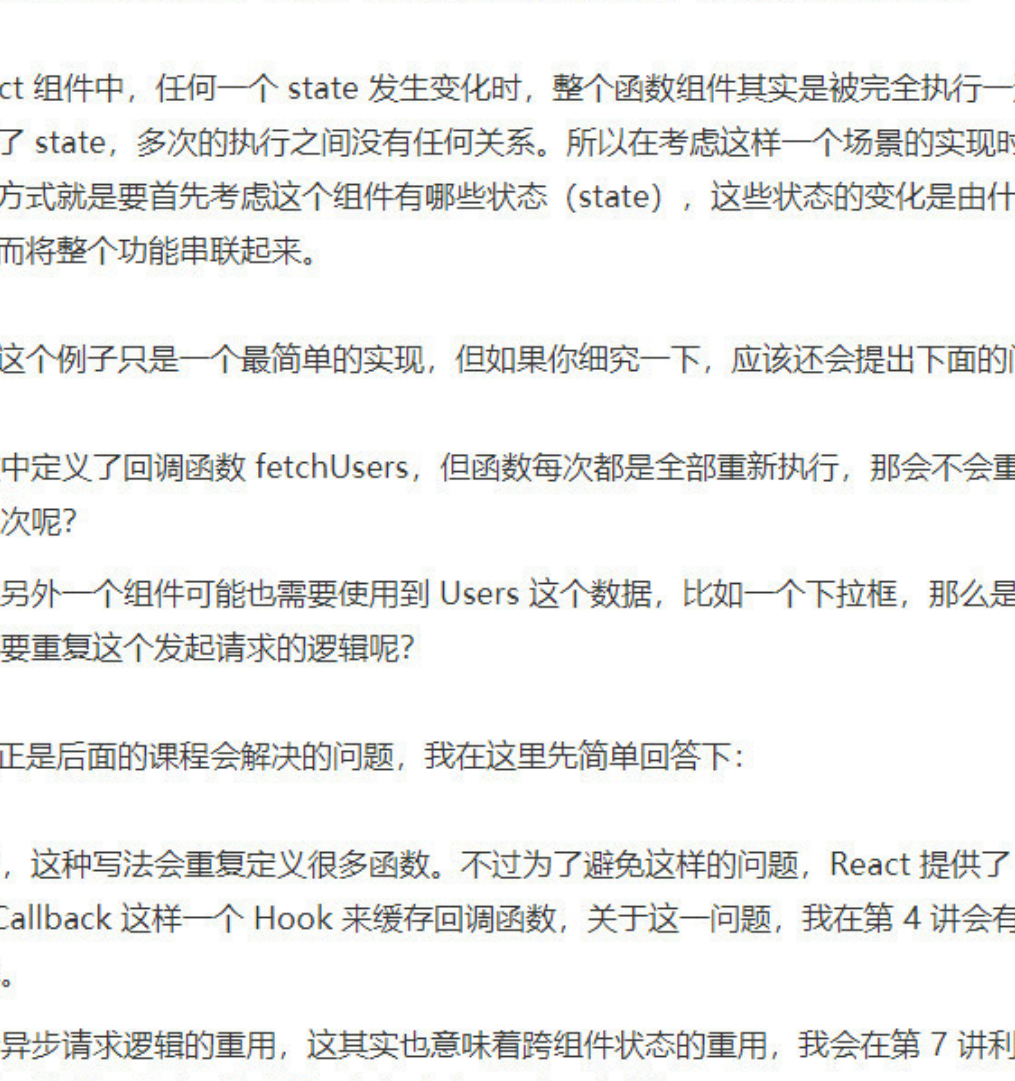 ct 组件中，任何一个 state 发生变化时，整个函数组件其实是被完全执行一
了 state，多次的执行之间没有任何关系。所以在考虑这样一个场景的实现时
方式就是要首先考虑这个组件有哪些状态（state），这些状态的变化是由什
而将整个功能串联起来。
这个例子只是一个最简单的实现，但如果你细究一下，应该还会提出下面的
中定义了回调函数 fetchUsers，但函数每次都是全部重新执行，那会不会重
次呢？
另外一个组件可能也需要使用到 Users 这个数据，比如一个下拉框，那么是
要重复这个发起请求的逻辑呢？
正是后面的课程会解决的问题，我在这里先简单回答下：
，这种写法会重复定义很多函数。不过为了避免这样的问题，React 提供了
Callback 这样一个 Hook 来缓存回调函数，关于这一问题，我在第 4 讲会有
。
异步请求逻辑的重用，这其实也意味着跨组件状态的重用，我会在第 7 讲利